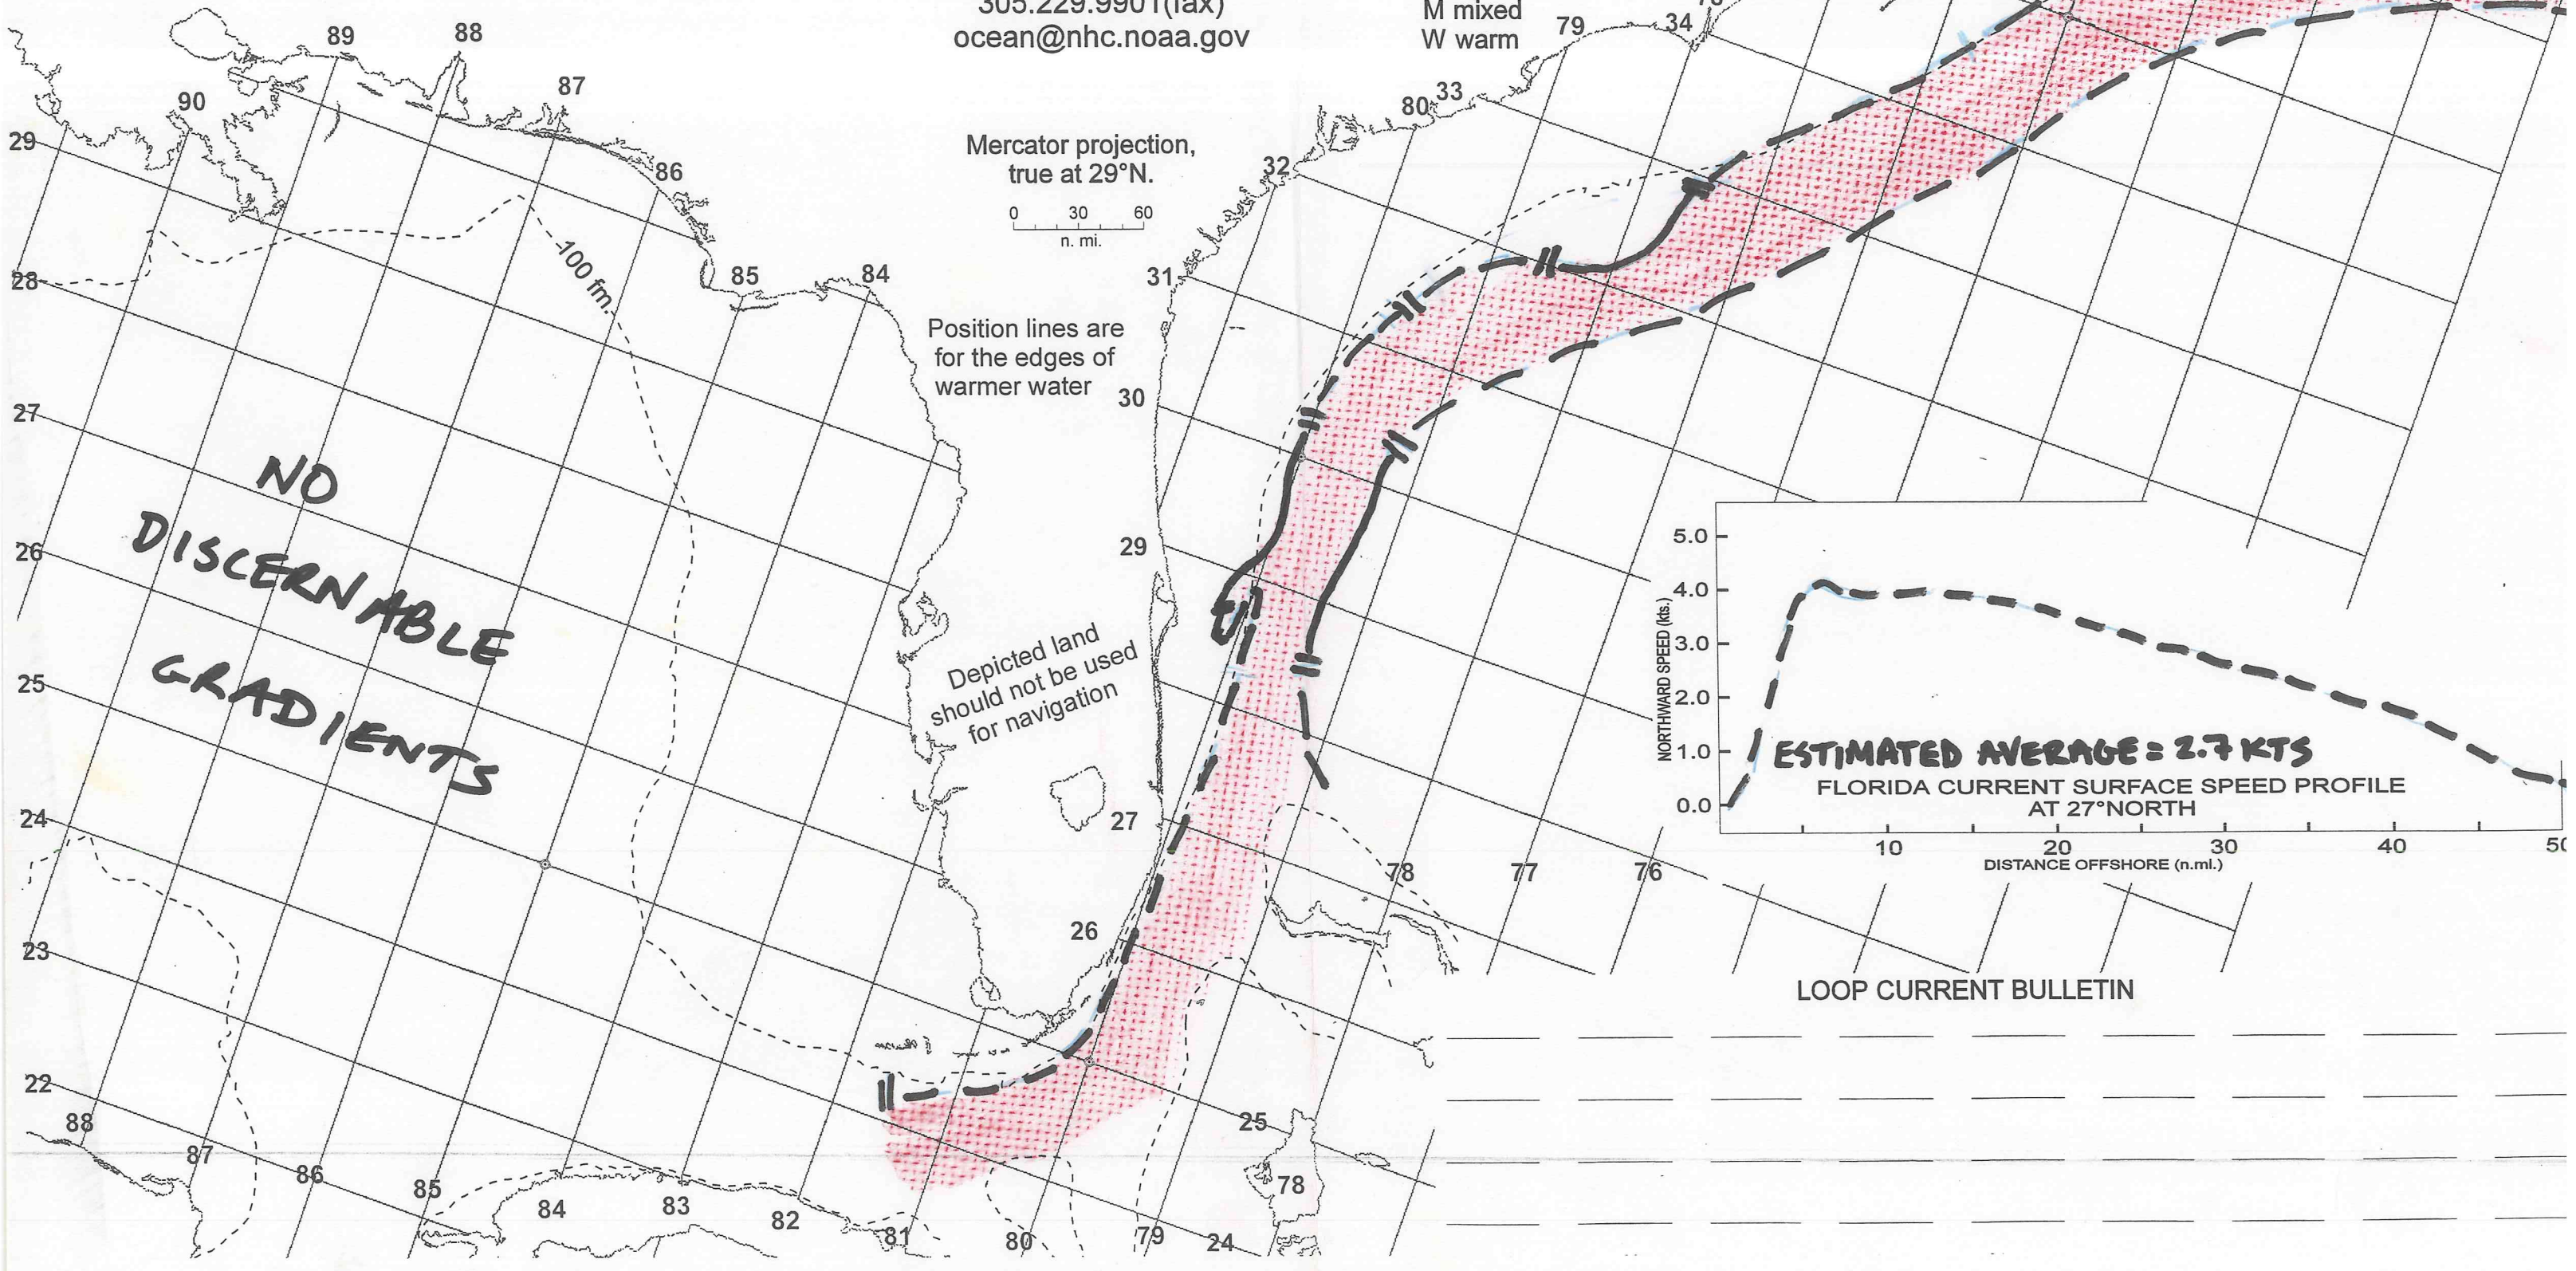 305.229.9901(fax)
ocean@nhc.noaa.gov
M mixed
W warm
89
88
87
90
86
85
84
29
28
27
26
25
24
23
22
100 fm.
Mercator projection,
true at 29°N.
0 30 60
n. mi.
Position lines are
for the edges of
warmer water
Depicted land
should not be used
for navigation
79
34
80
33
32
31
30
29
27
26
25
24
NO
DISCERNABLE
GRADIENTS
88
87
86
85
84
83
82
81
80
79
78
78
77
76
5.0
4.0
3.0
2.0
1.0
0.0
NORTHWARD SPEED (kts.)
ESTIMATED AVERAGE = 2.7 KTS
FLORIDA CURRENT SURFACE SPEED PROFILE
AT 27°NORTH
10 20 30 40
DISTANCE OFFSHORE (n.mi.)
LOOP CURRENT BULLETIN